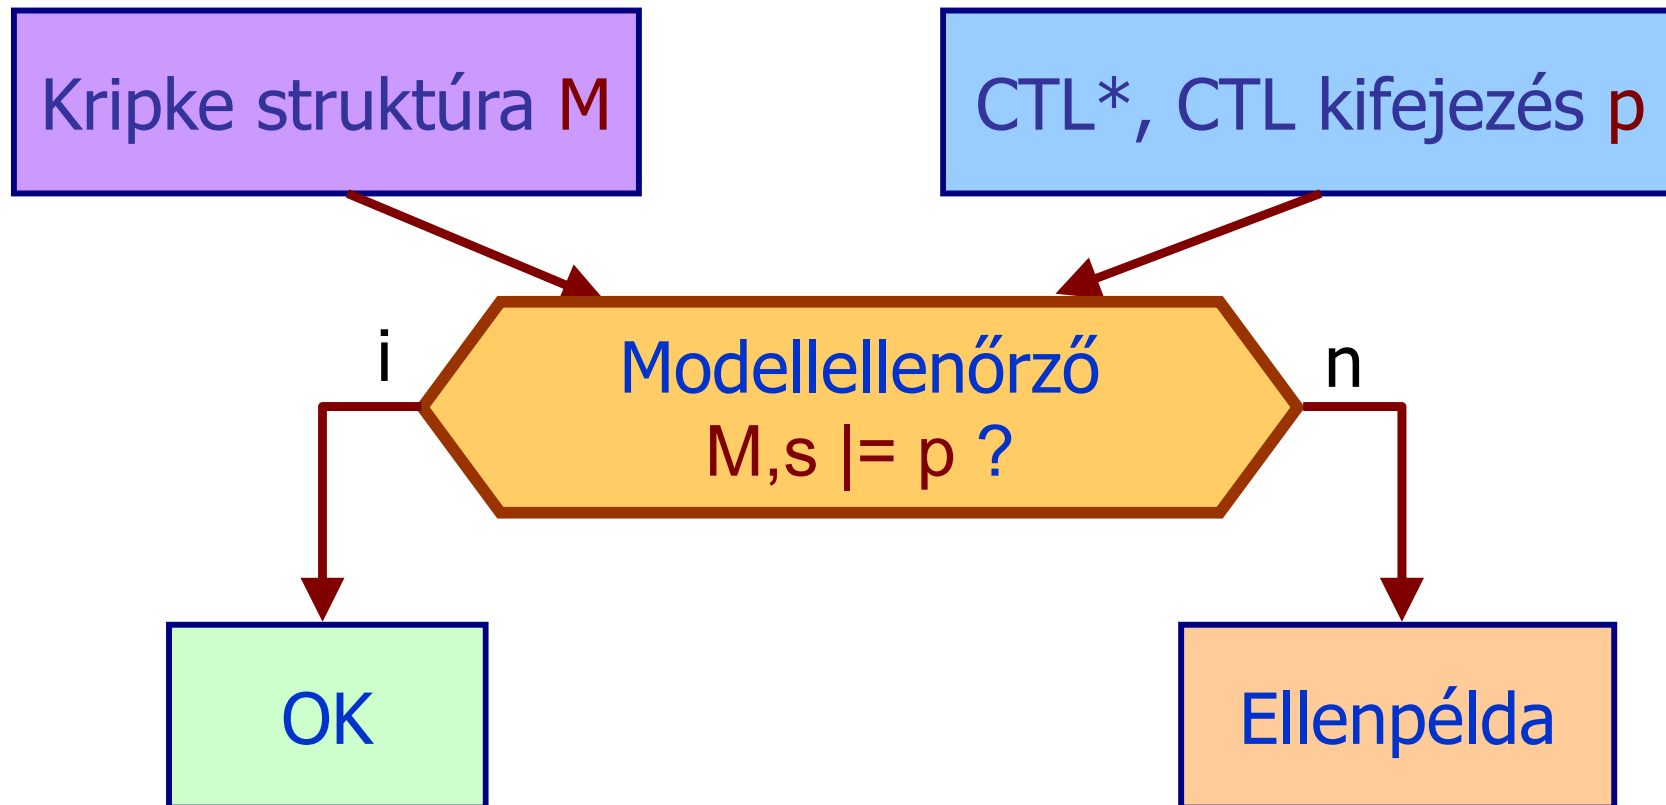 Kripke struktúra M
CTL*, CTL kifejezés p
i
Modellellenőrző
n
M,s |= p ?
OK
Ellenpélda